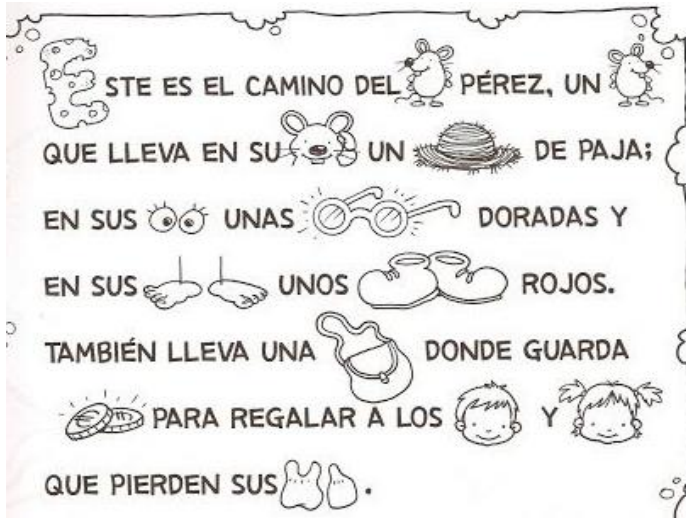 ESTE ES EL CAMINO DEL PÉREZ, UN
QUE LLEVA EN SU UN DE PAJA;
EN SUS UNAS DORADAS Y
EN SUS UNOS ROJOS.
TAMBIÉN LLEVA UNA DONDE GUARDA
PARA REGALAR A LOS Y
QUE PIERDEN SUS .